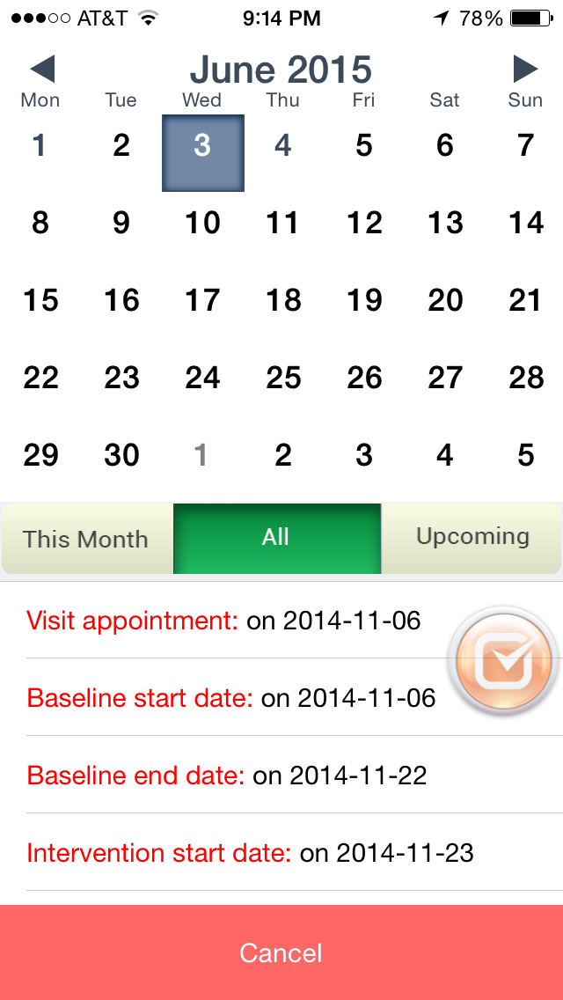 AT&T 9:14 PM 78%
June 2015
Mon Tue Wed Thu Fri Sat Sun
1 2 3 4 5 6 7
8 9 10 11 12 13 14
15 16 17 18 19 20 21
22 23 24 25 26 27 28
29 30 1 2 3 4 5
This Month All Upcoming
Visit appointment: on 2014-11-06
Baseline start date: on 2014-11-06
Baseline end date: on 2014-11-22
Intervention start date: on 2014-11-23
Cancel